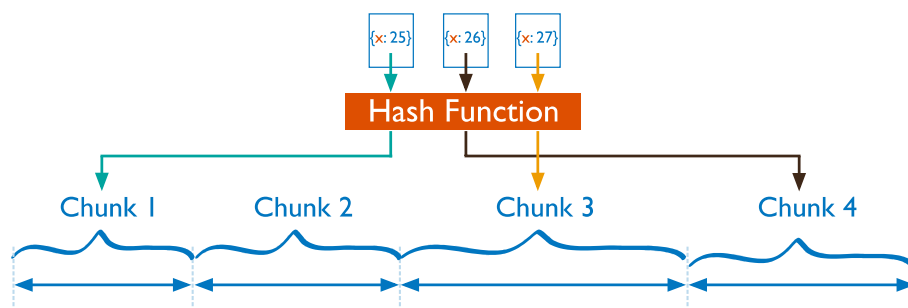 {x: 25} {x: 26} {x: 27}
Hash Function
Chunk 1 Chunk 2 Chunk 3 Chunk 4